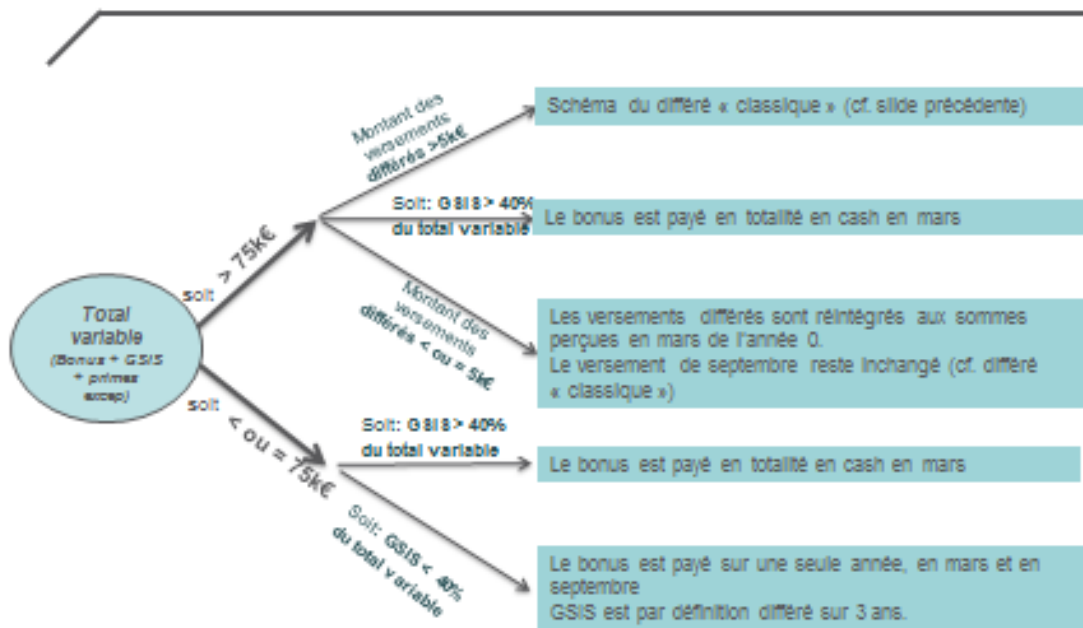 Montant des
versements
différés >5k€
Schéma du différé « classique » (cf. slide précédente)
Soit: GSIS > 40%
du total variable
Le bonus est payé en totalité en cash en mars
soit
> 75k€
Montant des
versements
différés < ou = 5k€
Les versements différés sont réintégrés aux sommes
perçues en mars de l'année 0.
Le versement de septembre reste inchangé (cf. différé
« classique »)
Total
variable
(Bonus + GSIS
+ primes
excep)
soit
< ou = 75k€
Soit: GSIS > 40%
du total variable
Le bonus est payé en totalité en cash en mars
Soit: GSIS < 40%
du total variable
Le bonus est payé sur une seule année, en mars et en
septembre
GSIS est par définition différé sur 3 ans.